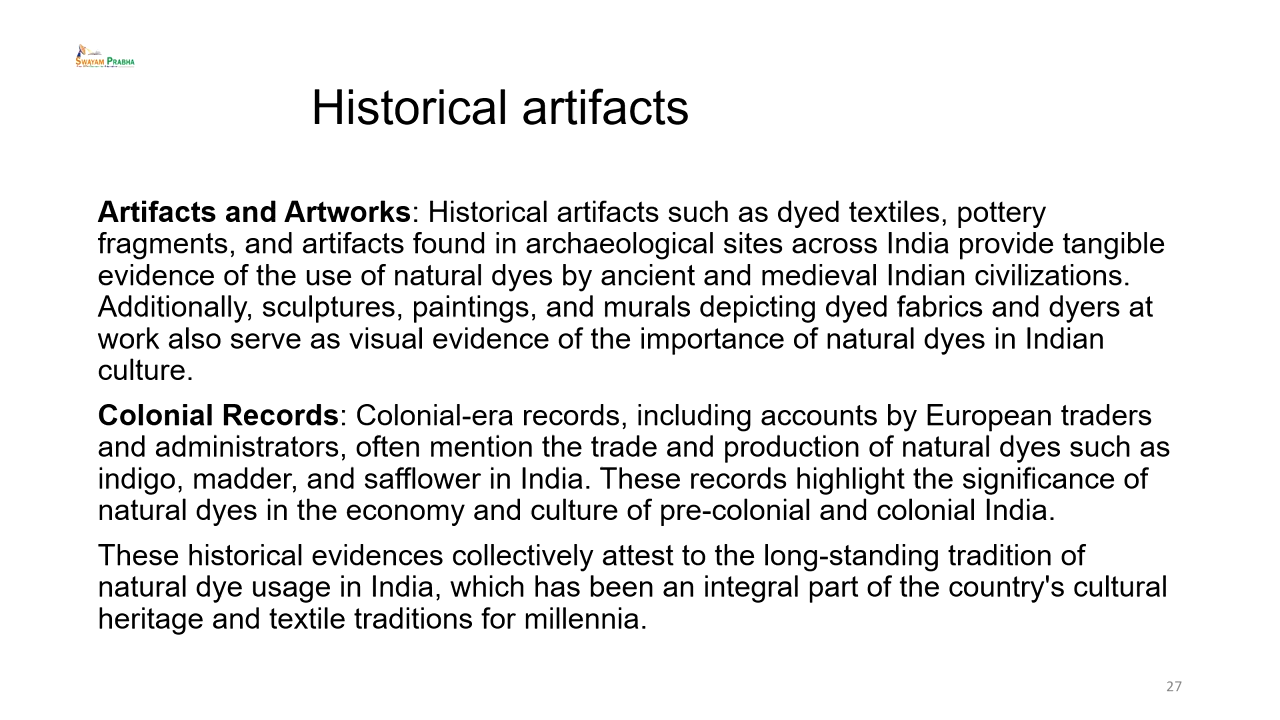 SWAYAM PRABHA
Historical artifacts
Artifacts and Artworks: Historical artifacts such as dyed textiles, pottery
fragments, and artifacts found in archaeological sites across India provide tangible
evidence of the use of natural dyes by ancient and medieval Indian civilizations.
Additionally, sculptures, paintings, and murals depicting dyed fabrics and dyers at
work also serve as visual evidence of the importance of natural dyes in Indian
culture.
Colonial Records: Colonial-era records, including accounts by European traders
and administrators, often mention the trade and production of natural dyes such as
indigo, madder, and safflower in India. These records highlight the significance of
natural dyes in the economy and culture of pre-colonial and colonial India.
These historical evidences collectively attest to the long-standing tradition of
natural dye usage in India, which has been an integral part of the country's cultural
heritage and textile traditions for millennia.
27